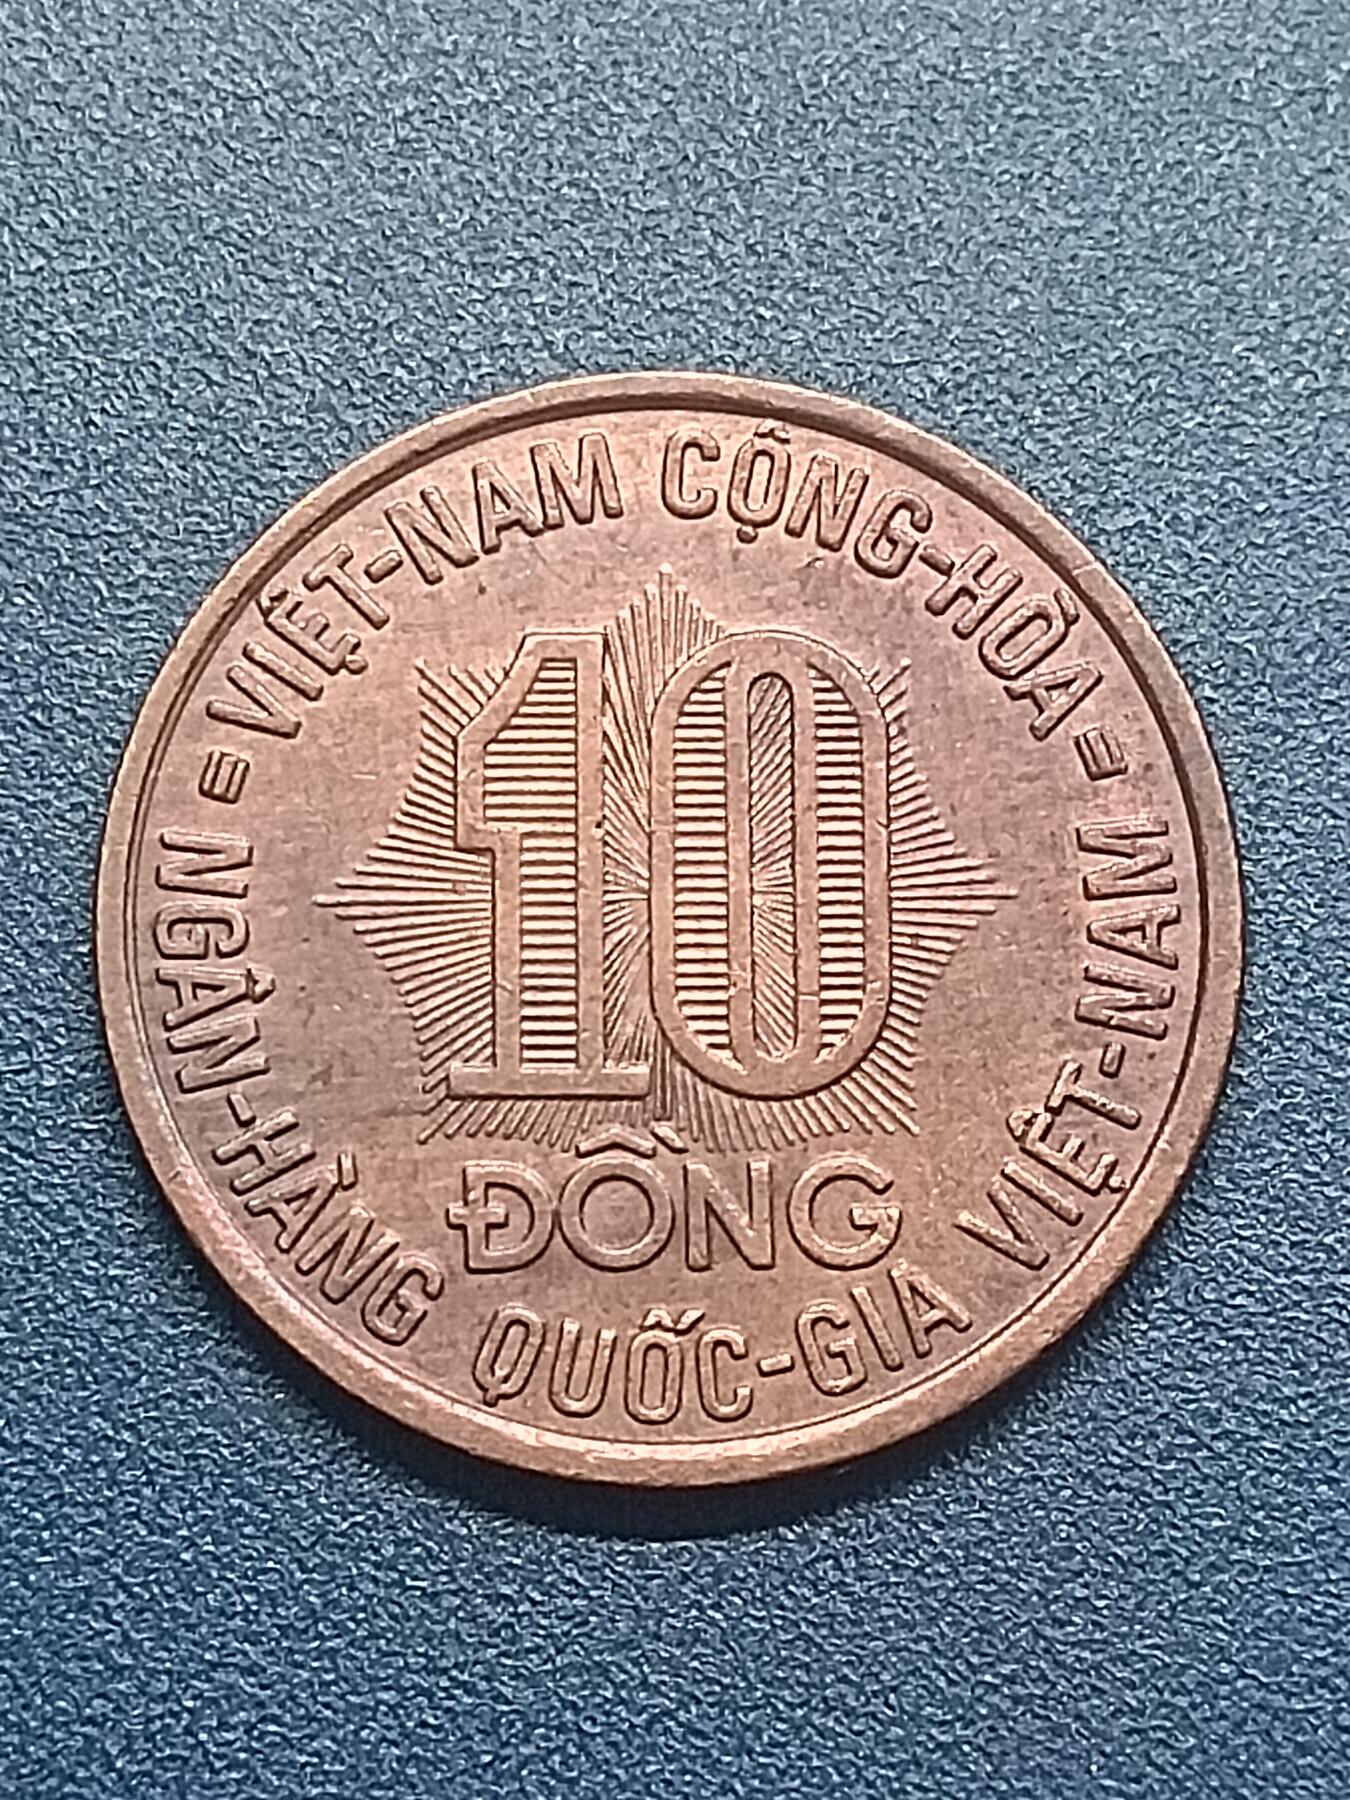 VIỆT-NAM CỘNG-HÒA
10
ĐỒNG
NGÂN-HÀNG QUỐC-GIA VIỆT-NAM